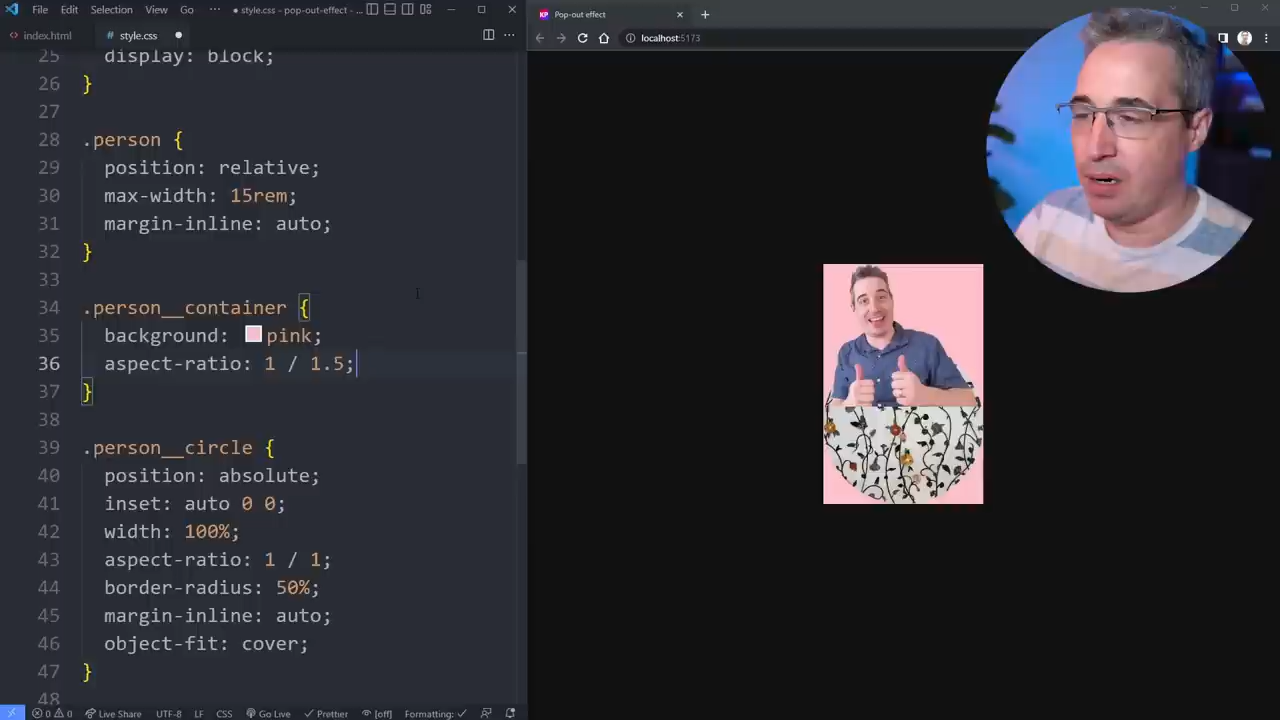 File Edit Selection View Go ··· ● style.css - pop-out-effect - ...
index.html
# style.css ●
25 display: block;
26 }
27
28 .person {
29 position: relative;
30 max-width: 15rem;
31 margin-inline: auto;
32 }
33
34 .person__container {
35 background: pink;
36 aspect-ratio: 1 / 1.5;
37 }
38
39 .person__circle {
40 position: absolute;
41 inset: auto 0 0;
42 width: 100%;
43 aspect-ratio: 1 / 1;
44 border-radius: 50%;
45 margin-inline: auto;
46 object-fit: cover;
47 }
48
0 0 Live Share UTF-8 LF CSS Go Live ✓ Prettier [off] Formatting: ✓
KP Pop-out effect
localhost:5173